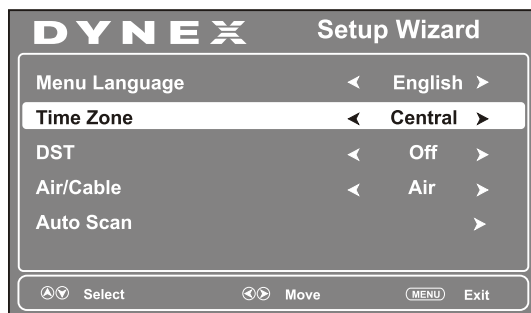 DYNEX Setup Wizard
Menu Language English
Time Zone Central
DST Off
Air/Cable Air
Auto Scan
Select Move MENU Exit